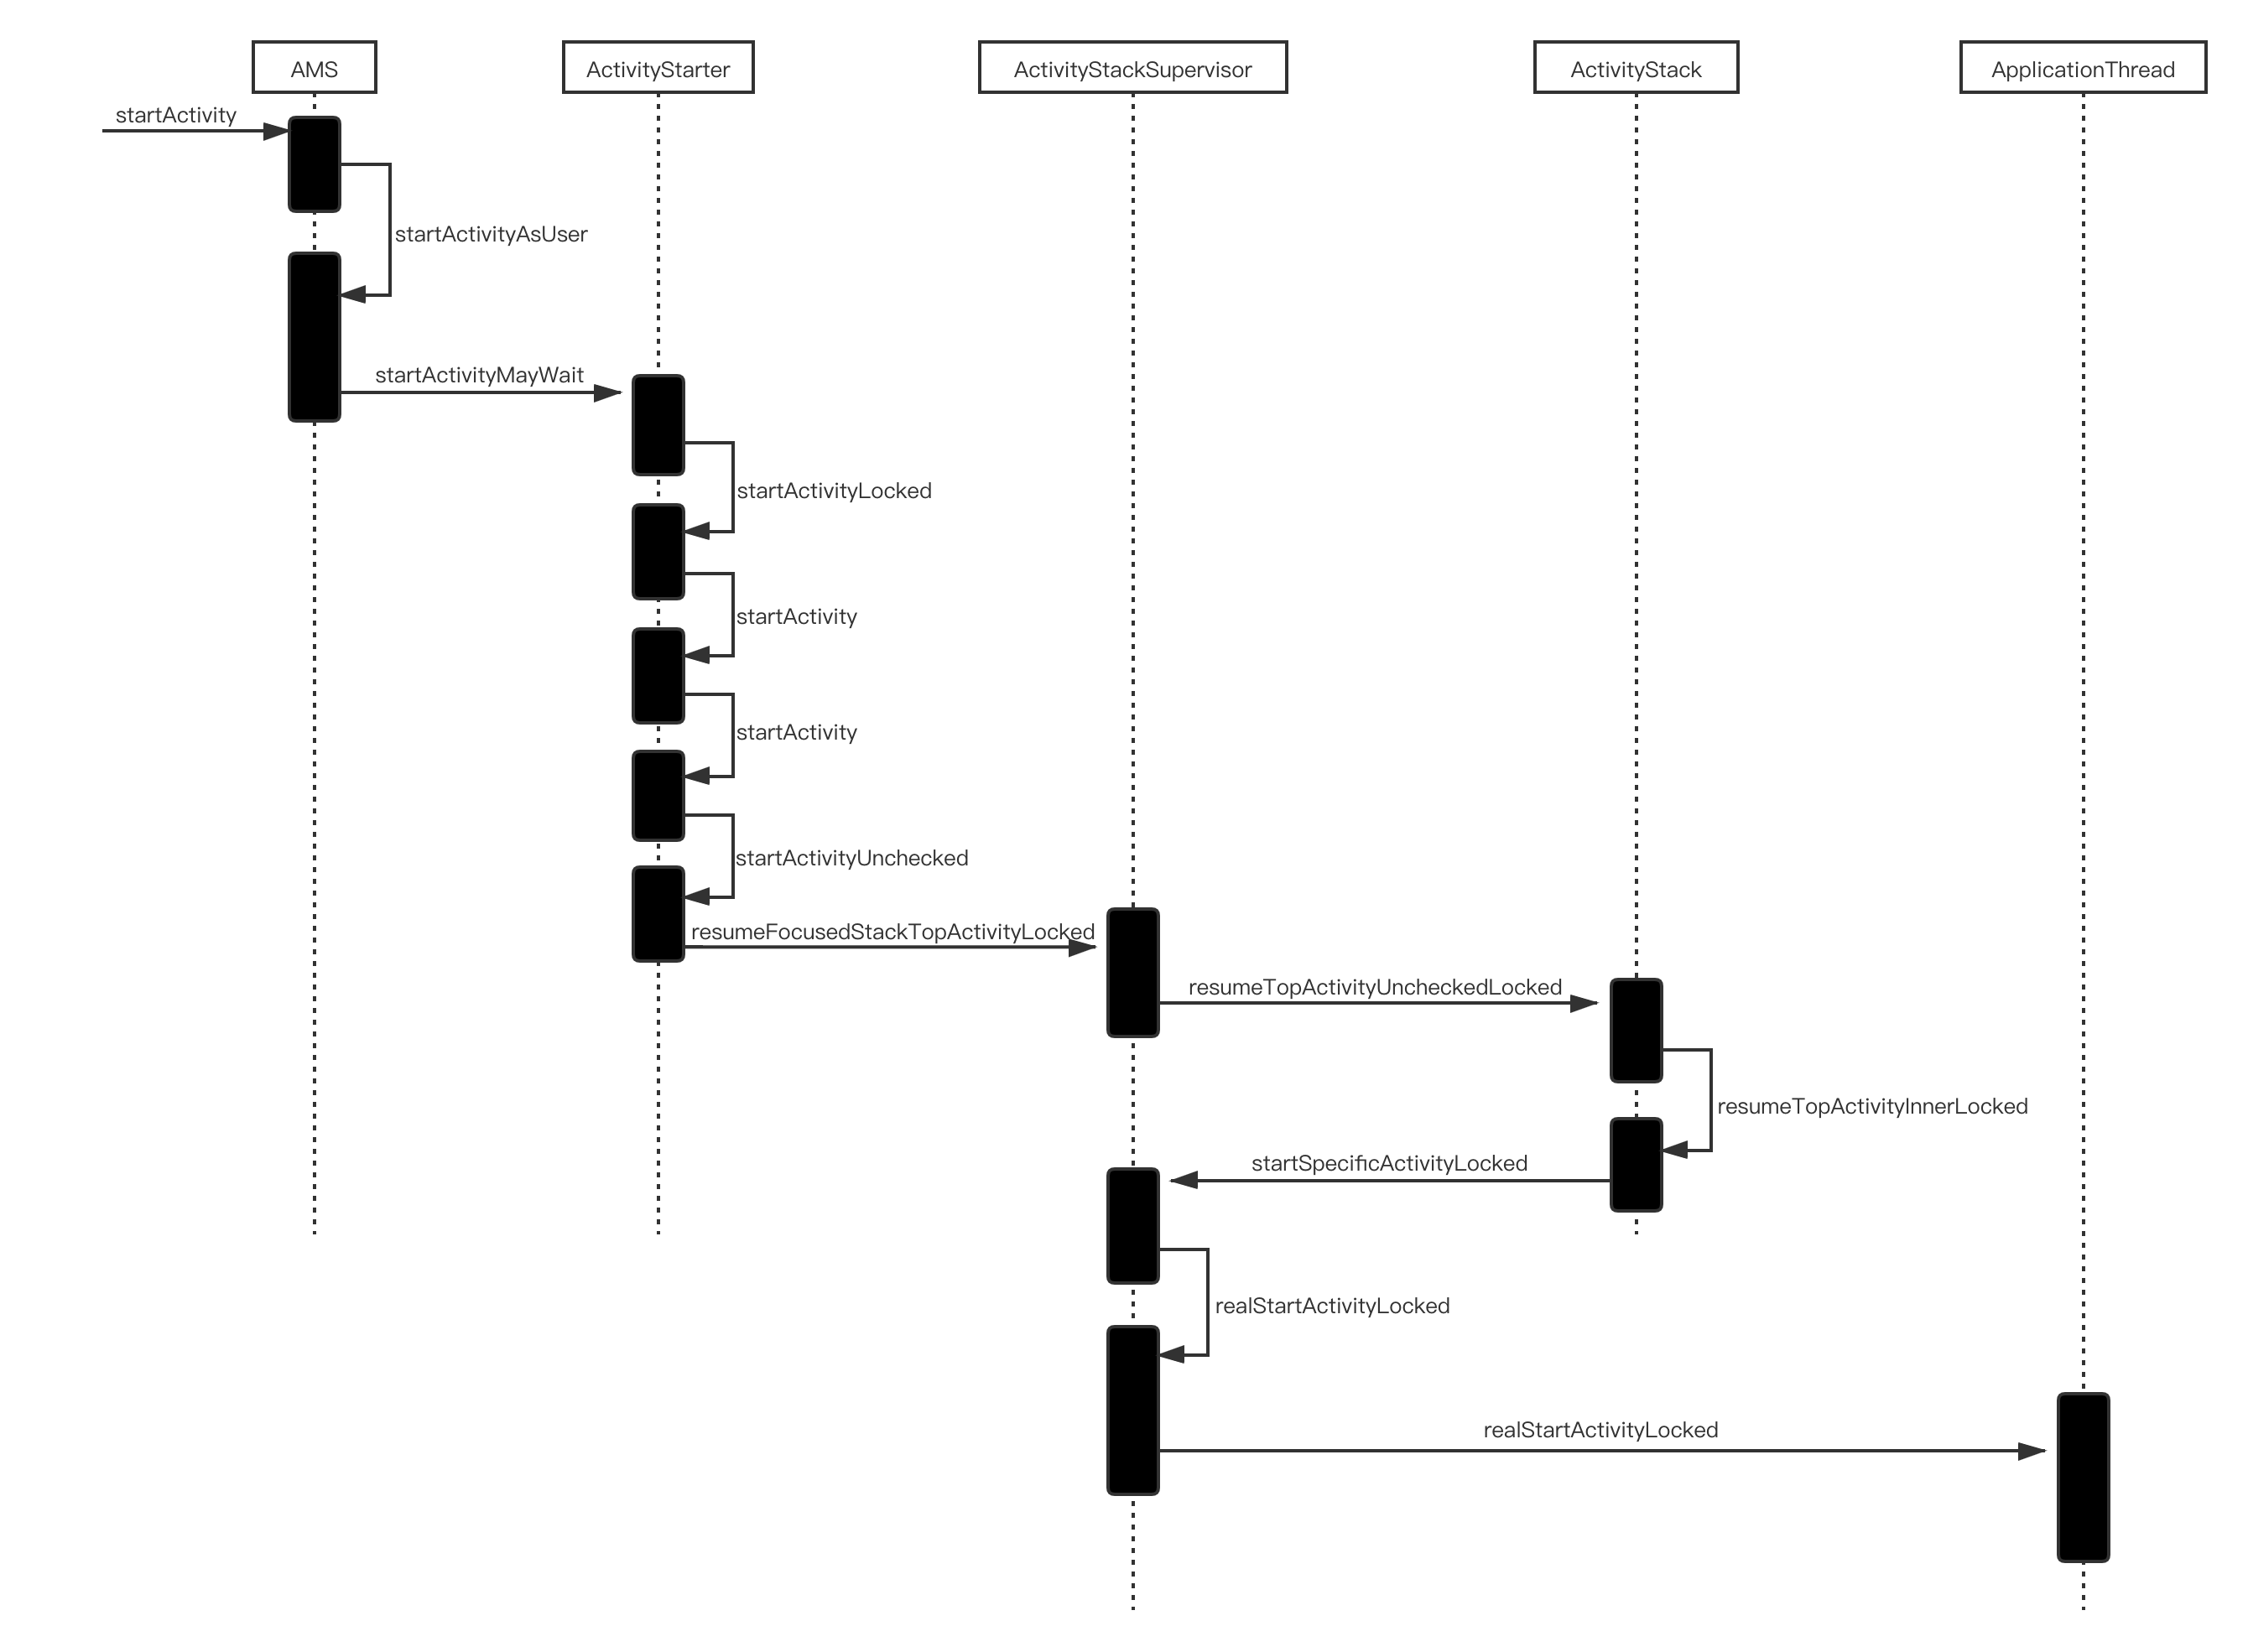 AMS
ActivityStarter
ActivityStackSupervisor
ActivityStack
ApplicationThread
startActivity
startActivityAsUser
startActivityMayWait
startActivityLocked
startActivity
startActivity
startActivityUnchecked
resumeFocusedStackTopActivityLocked
resumeTopActivityUncheckedLocked
resumeTopActivityInnerLocked
startSpecificActivityLocked
realStartActivityLocked
realStartActivityLocked